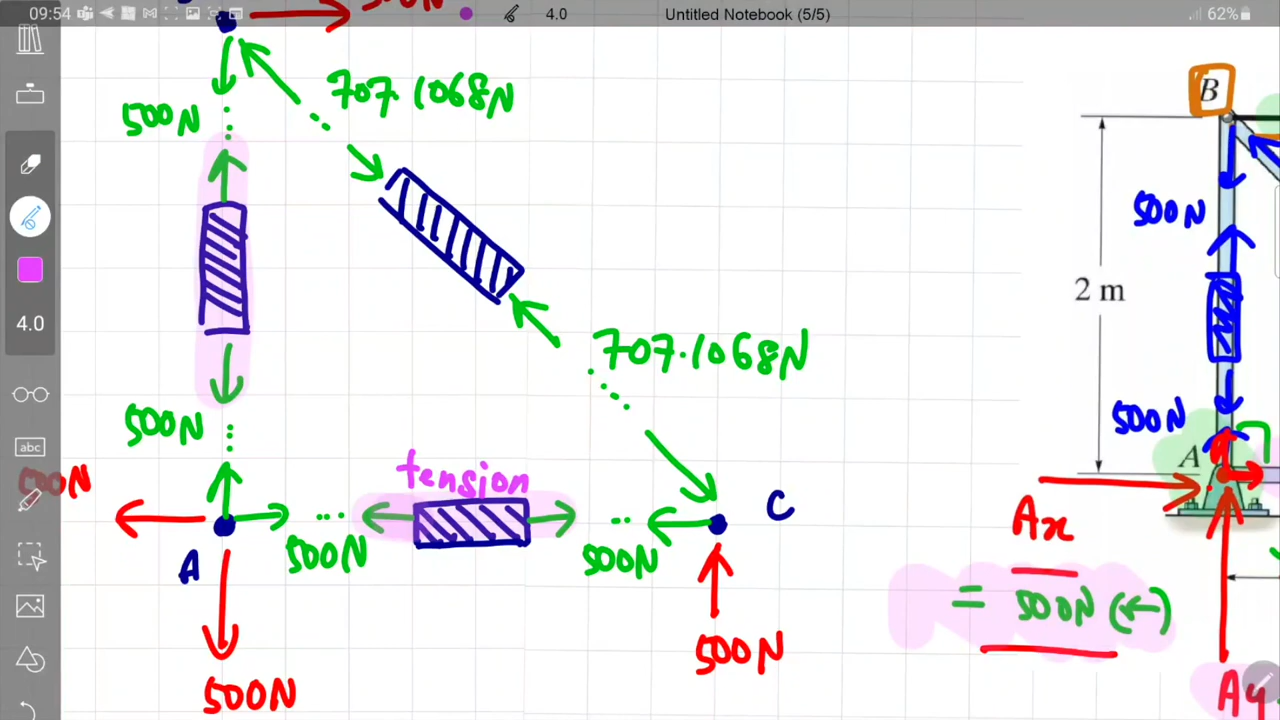 09:54
4.0
Untitled Notebook (5/5)
62%
500N
707.1068N
B
500N
500N
2 m
707.1068N
500N
500N
A
4.0
tension
abc
C
500N
500N
A
Ax
= 500N (←)
500N
500N
Ay